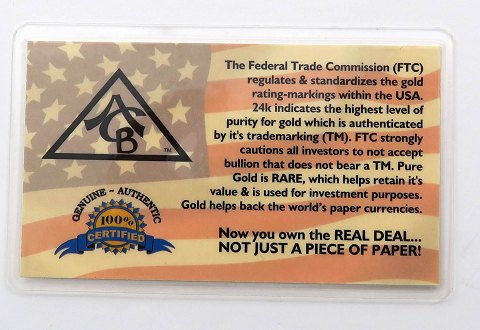 The Federal Trade Commission (FTC)
regulates & standardizes the gold
rating-markings within the USA.
24k indicates the highest level of
purity for gold which is authenticated
by it's trademarking (TM). FTC strongly
cautions all investors to not accept
bullion that does not bear a TM. Pure
Gold is RARE, which helps retain it's
value & is used for investment purposes.
Gold helps back the world's paper currencies.
Now you own the REAL DEAL...
NOT JUST A PIECE OF PAPER!
ACB
TM
GENUINE ~ AUTHENTIC
100%
CERTIFIED